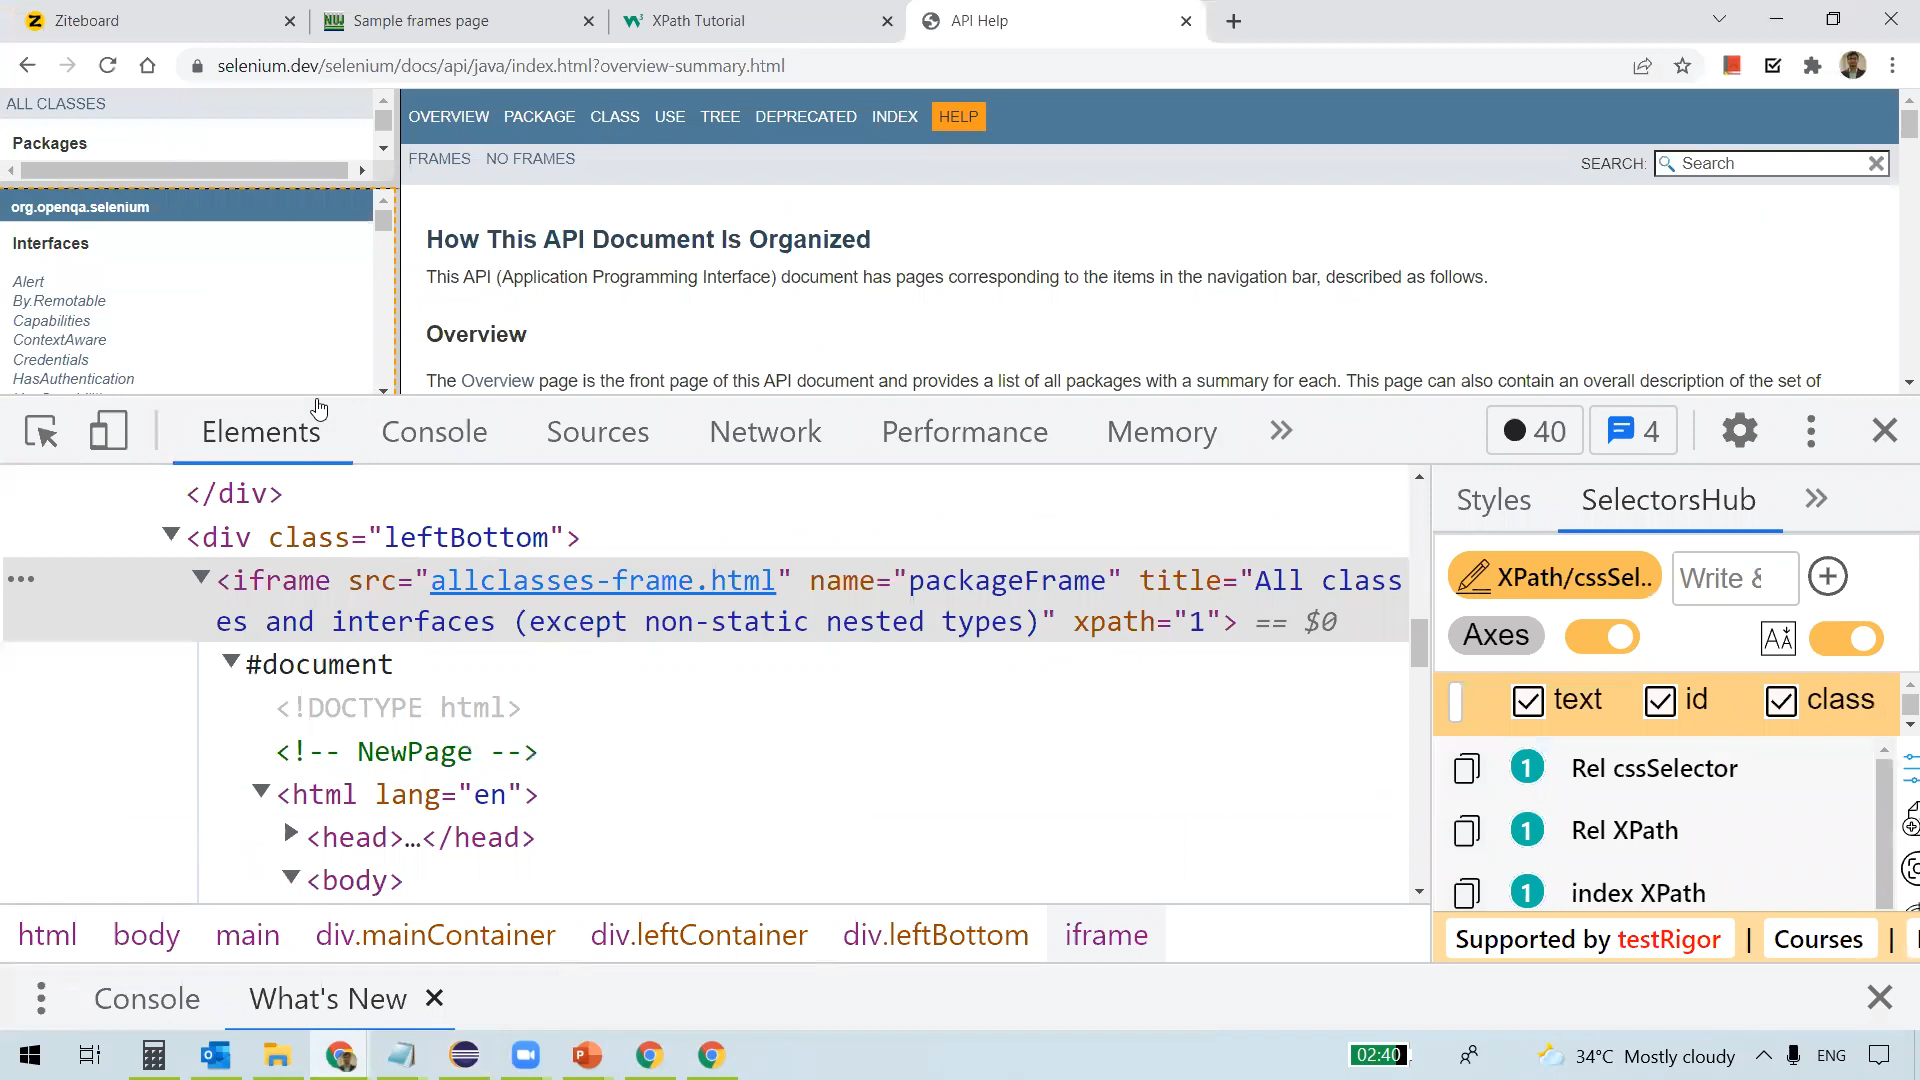 Ziteboard
Sample frames page
XPath Tutorial
API Help
selenium.dev/selenium/docs/api/java/index.html?overview-summary.html
ALL CLASSES
Packages
org.openqa.selenium
Interfaces
Alert
By.Remotable
Capabilities
ContextAware
Credentials
HasAuthentication
OVERVIEW PACKAGE CLASS USE TREE DEPRECATED INDEX HELP
FRAMES NO FRAMES
SEARCH: Search
How This API Document Is Organized
This API (Application Programming Interface) document has pages corresponding to the items in the navigation bar, described as follows.
Overview
The Overview page is the front page of this API document and provides a list of all packages with a summary for each. This page can also contain an overall description of the set of
Elements Console Sources Network Performance Memory » 40 4
</div>
<div class="leftBottom">
<iframe src="allclasses-frame.html" name="packageFrame" title="All class
es and interfaces (except non-static nested types)" xpath="1"> == $0
#document
<!DOCTYPE html>
<!-- NewPage -->
<html lang="en">
<head>…</head>
<body>
html body main div.mainContainer div.leftContainer div.leftBottom iframe
Styles SelectorsHub »
XPath/cssSel.. Write &
Axes
text id class
1 Rel cssSelector
1 Rel XPath
1 index XPath
Supported by testRigor | Courses |
Console What's New
02:40 34°C Mostly cloudy ENG